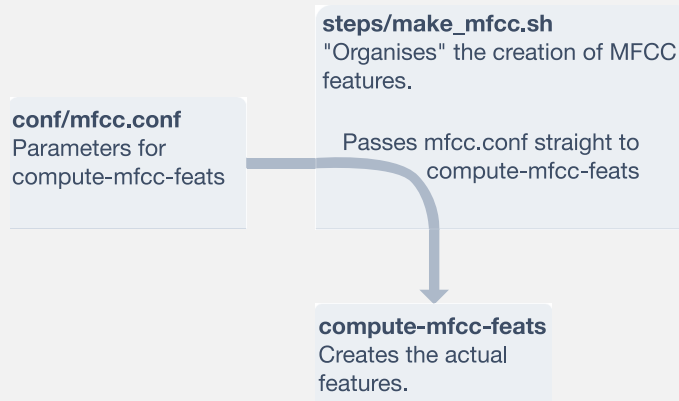 conf/mfcc.conf
Parameters for
compute-mfcc-feats
steps/make_mfcc.sh
"Organises" the creation of MFCC
features.
Passes mfcc.conf straight to
compute-mfcc-feats
compute-mfcc-feats
Creates the actual
features.